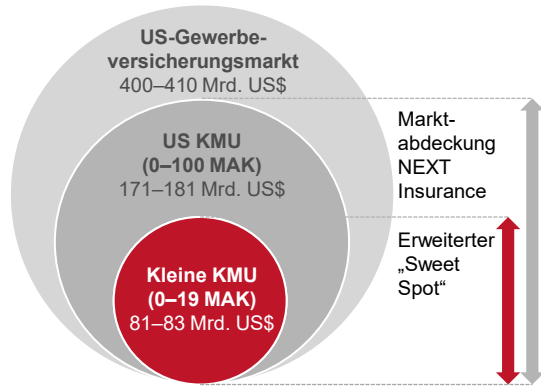 US-Gewerbe-
versicherungsmarkt
400–410 Mrd. US$
US KMU
(0–100 MAK)
171–181 Mrd. US$
Kleine KMU
(0–19 MAK)
81–83 Mrd. US$
Markt-
abdeckung
NEXT
Insurance
Erweiterter
„Sweet
Spot“